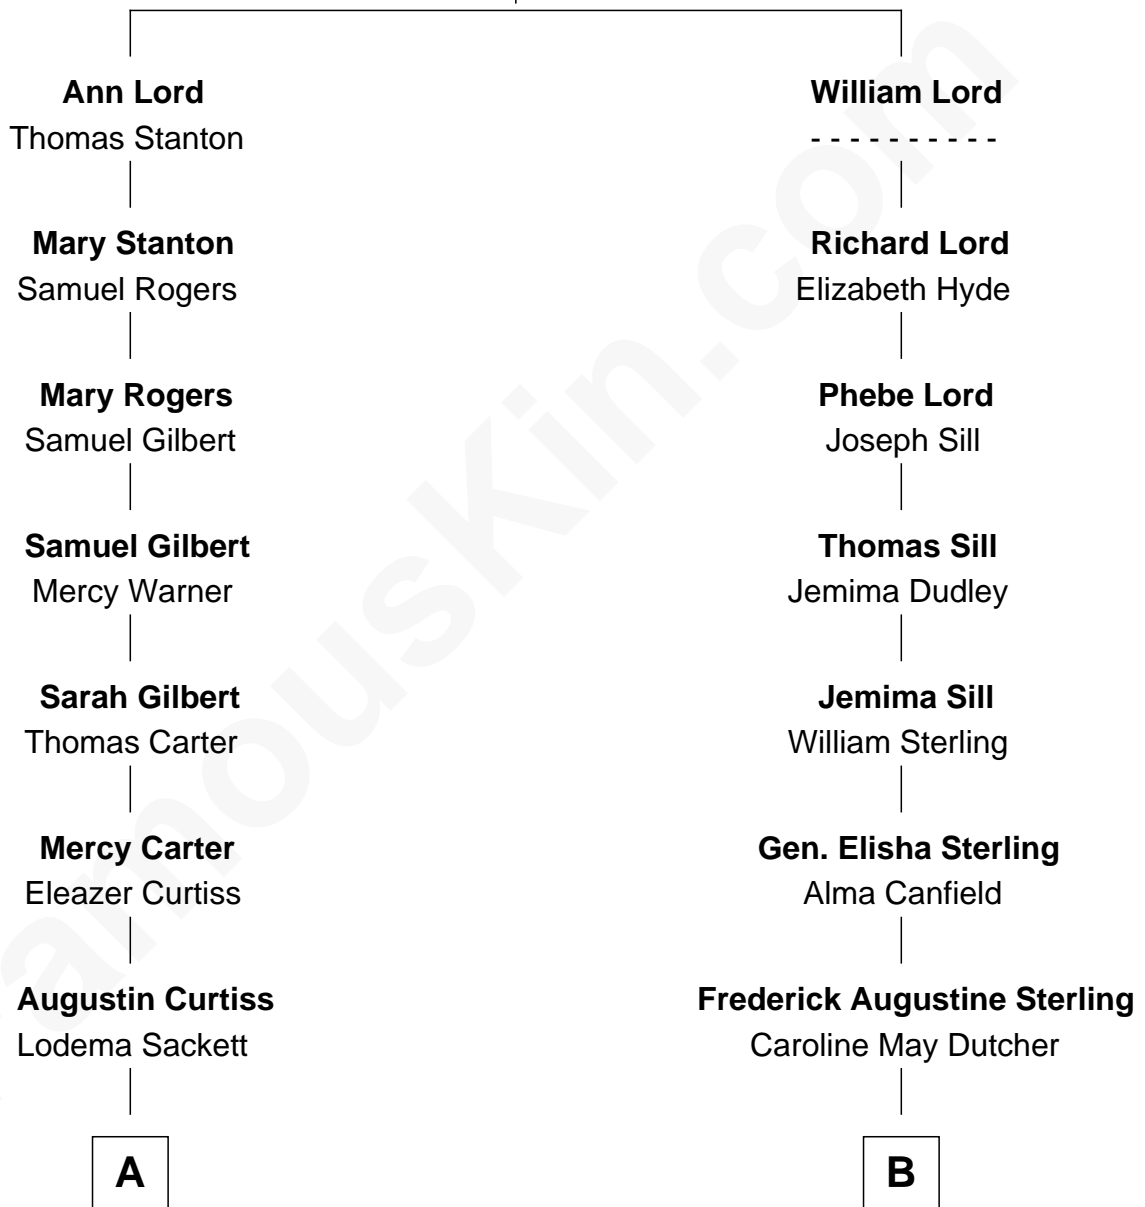 Ann Lord
Thomas Stanton
William Lord
- - - - - - - - - -
Mary Stanton
Samuel Rogers
Richard Lord
Elizabeth Hyde
Mary Rogers
Samuel Gilbert
Phebe Lord
Joseph Sill
Samuel Gilbert
Mercy Warner
Thomas Sill
Jemima Dudley
Sarah Gilbert
Thomas Carter
Jemima Sill
William Sterling
Mercy Carter
Eleazer Curtiss
Gen. Elisha Sterling
Alma Canfield
Augustin Curtiss
Lodema Sackett
Frederick Augustine Sterling
Caroline May Dutcher
A
B
amouskin.com